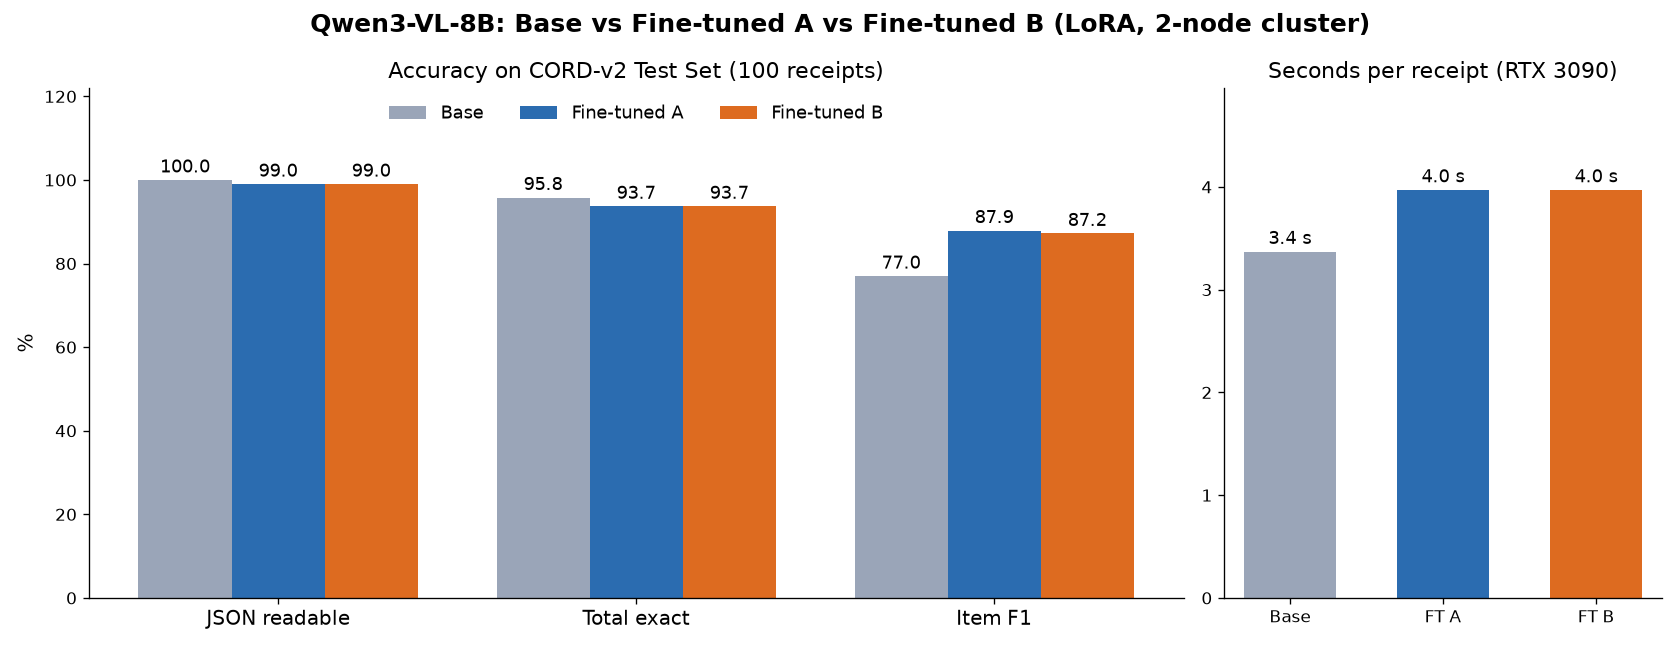 Qwen3-VL-8B: Base vs Fine-tuned A vs Fine-tuned B (LoRA, 2-node cluster)
Accuracy on CORD-v2 Test Set (100 receipts)
Base
Fine-tuned A
Fine-tuned B
%
120
100
80
60
40
20
0
100.0
99.0
99.0
95.8
93.7
93.7
77.0
87.9
87.2
JSON readable
Total exact
Item F1
Seconds per receipt (RTX 3090)
4
3
2
1
0
3.4 s
4.0 s
4.0 s
Base
FT A
FT B